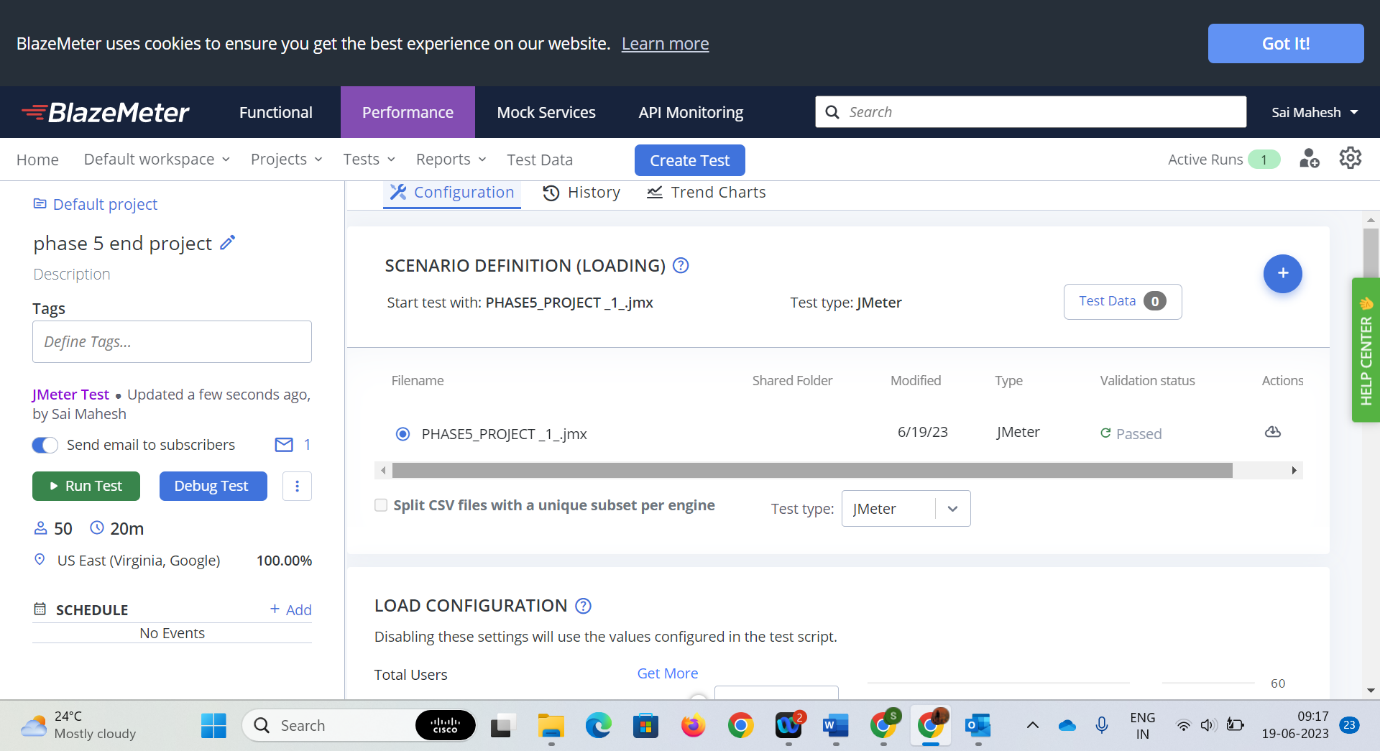 BlazeMeter uses cookies to ensure you get the best experience on our website. Learn more
Got It!
BlazeMeter
Functional
Performance
Mock Services
API Monitoring
Search
Sai Mahesh
Home
Default workspace
Projects
Tests
Reports
Test Data
Create Test
Active Runs 1
Default project
phase 5 end project
Description
Tags
Define Tags...
JMeter Test • Updated a few seconds ago,
by Sai Mahesh
Send email to subscribers
1
Run Test
Debug Test
50
20m
US East (Virginia, Google)
100.00%
SCHEDULE
+ Add
No Events
Configuration
History
Trend Charts
SCENARIO DEFINITION (LOADING) ?
Start test with: PHASE5_PROJECT _1_.jmx
Test type: JMeter
Test Data 0
+
Filename
Shared Folder
Modified
Type
Validation status
Actions
PHASE5_PROJECT _1_.jmx
6/19/23
JMeter
Passed
Split CSV files with a unique subset per engine
Test type:
JMeter
LOAD CONFIGURATION ?
Disabling these settings will use the values configured in the test script.
Total Users
Get More
60
HELP CENTER
24°C
Mostly cloudy
Search
cisco
2
S
ENG
IN
09:17
19-06-2023
23